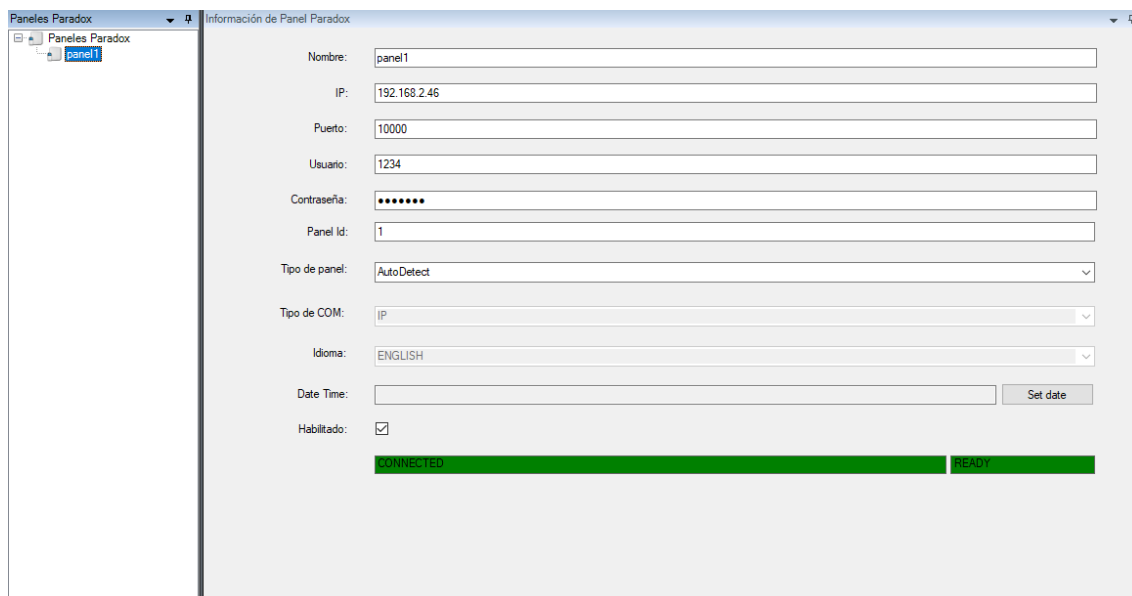 Paneles Paradox
Información de Panel Paradox
Paneles Paradox
panel1
Nombre: panel1
IP: 192.168.2.46
Puerto: 10000
Usuario: 1234
Contraseña: •••••••
Panel Id: 1
Tipo de panel: AutoDetect
Tipo de COM: IP
Idioma: ENGLISH
Date Time: Set date
Habilitado:
CONNECTED READY